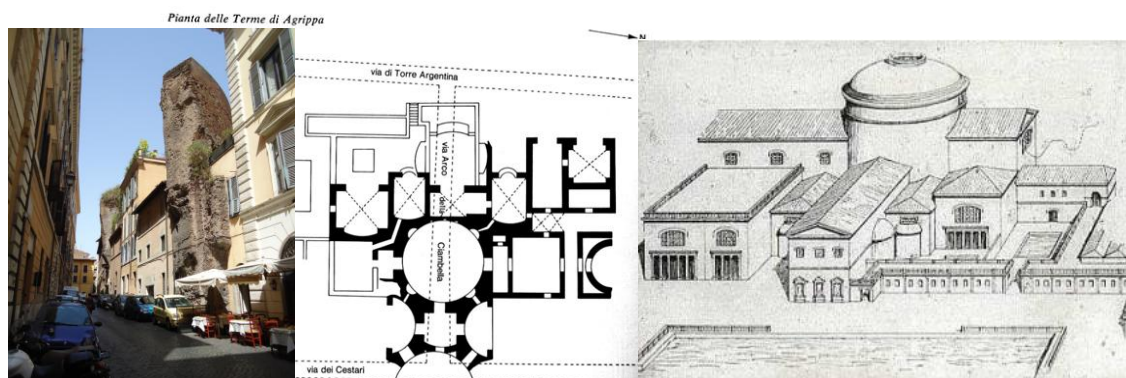 Pianta delle Terme di Agrippa
N
via di Torre Argentina
via Arco
della
Ciambella
via dei Cestari